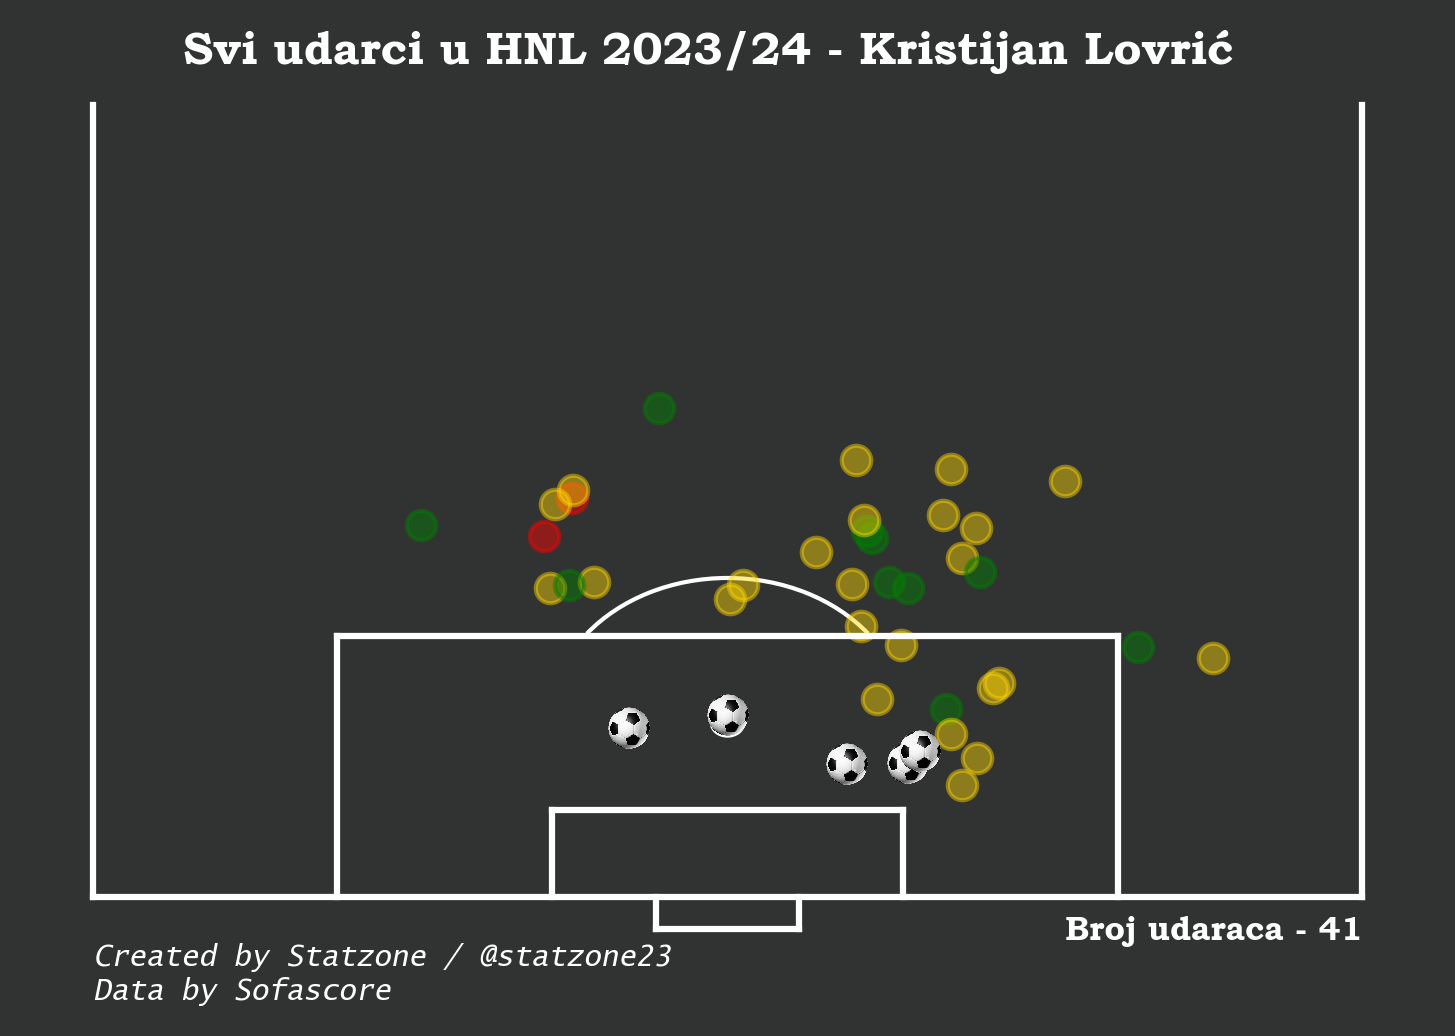 Svi udarci u HNL 2023/24 - Kristijan Lovrić
Broj udaraca - 41
Created by Statzone / @statzone23
Data by Sofascore